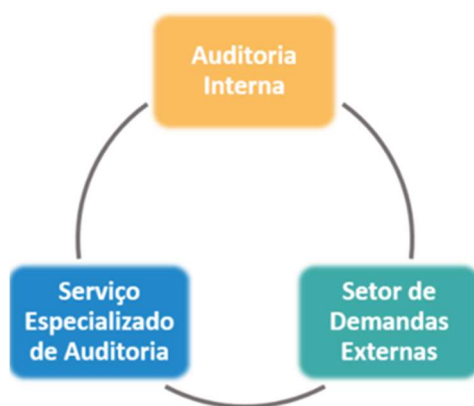 Auditoria
Interna
Serviço
Especializado
de Auditoria
Setor de
Demandas
Externas